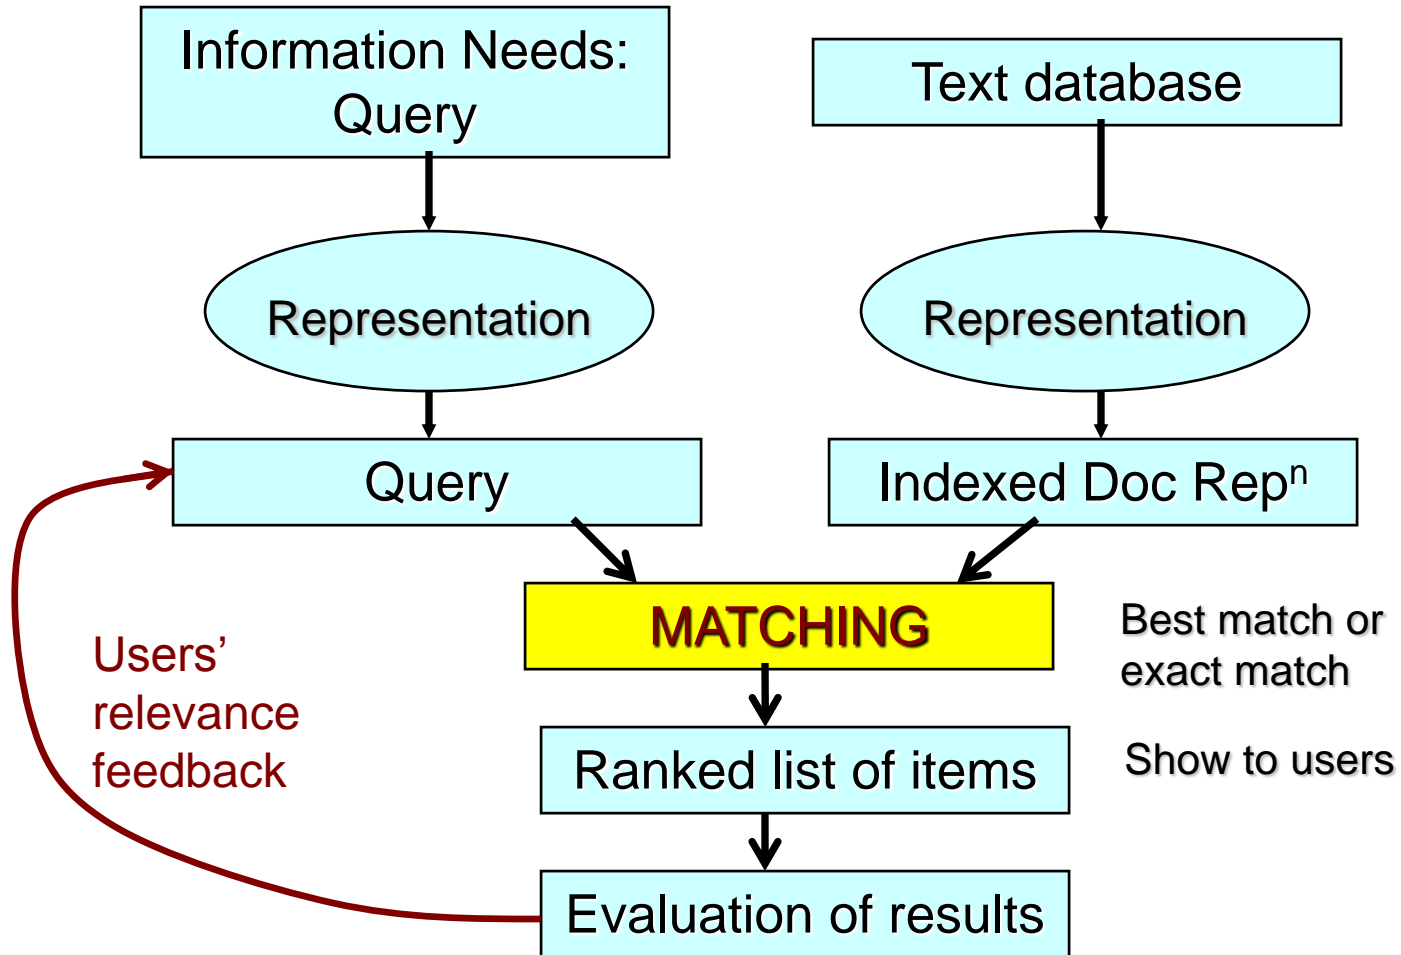 Information Needs:
Query
Text database
Representation
Representation
Query
Indexed Doc Repⁿ
MATCHING
Best match or
exact match
Users’
relevance
feedback
Ranked list of items
Show to users
Evaluation of results